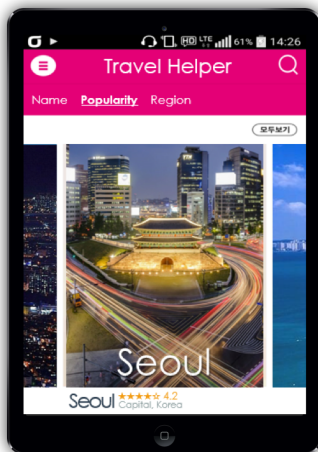 HD LTE 61% 14:26
Travel Helper
Name Popularity Region
모두보기
Seoul
Seoul 4.2
Capital, Korea